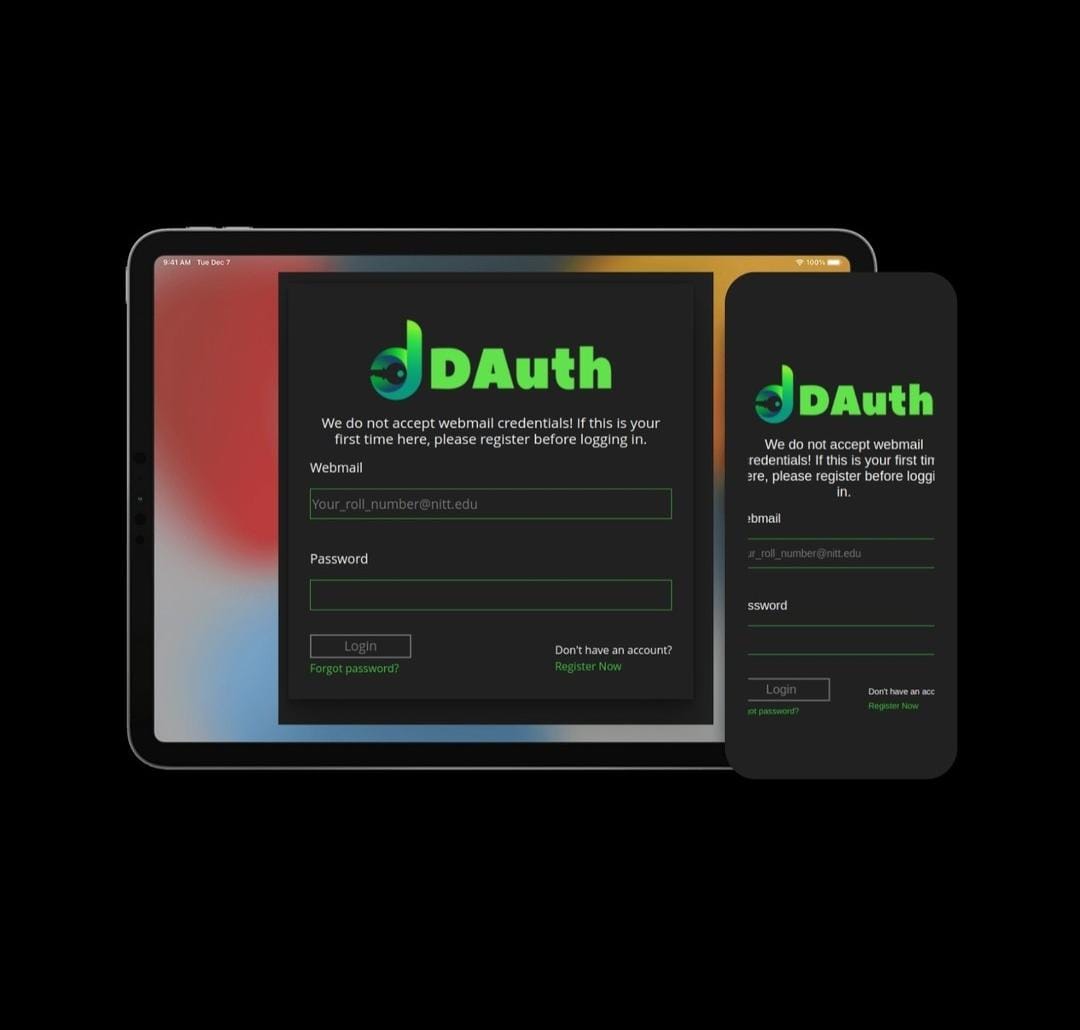 9:41 AM Tue Dec 7
100%
DAuth
We do not accept webmail credentials! If this is your
first time here, please register before logging in.
Webmail
Your_roll_number@nitt.edu
Password
Login
Forgot password?
Don't have an account?
Register Now
DAuth
We do not accept webmail
redentials! If this is your first tim
ere, please register before loggi
in.
ebmail
ur_roll_number@nitt.edu
ssword
Login
ot password?
Don't have an acc
Register Now